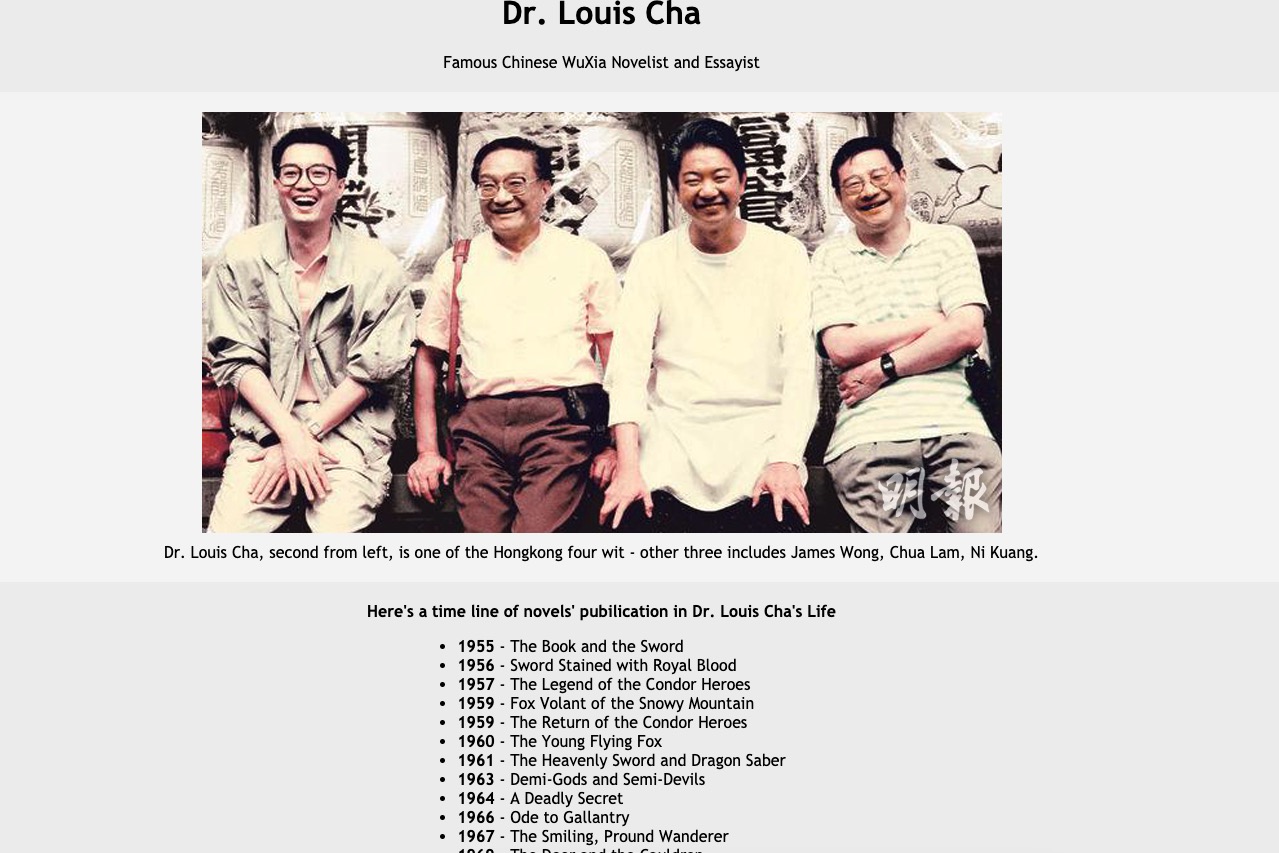 Dr. Louis Cha
Famous Chinese WuXia Novelist and Essayist
明報
Dr. Louis Cha, second from left, is one of the Hongkong four wit - other three includes James Wong, Chua Lam, Ni Kuang.
Here's a time line of novels' pubilication in Dr. Louis Cha's Life
• 1955 - The Book and the Sword
• 1956 - Sword Stained with Royal Blood
• 1957 - The Legend of the Condor Heroes
• 1959 - Fox Volant of the Snowy Mountain
• 1959 - The Return of the Condor Heroes
• 1960 - The Young Flying Fox
• 1961 - The Heavenly Sword and Dragon Saber
• 1963 - Demi-Gods and Semi-Devils
• 1964 - A Deadly Secret
• 1966 - Ode to Gallantry
• 1967 - The Smiling, Pround Wanderer